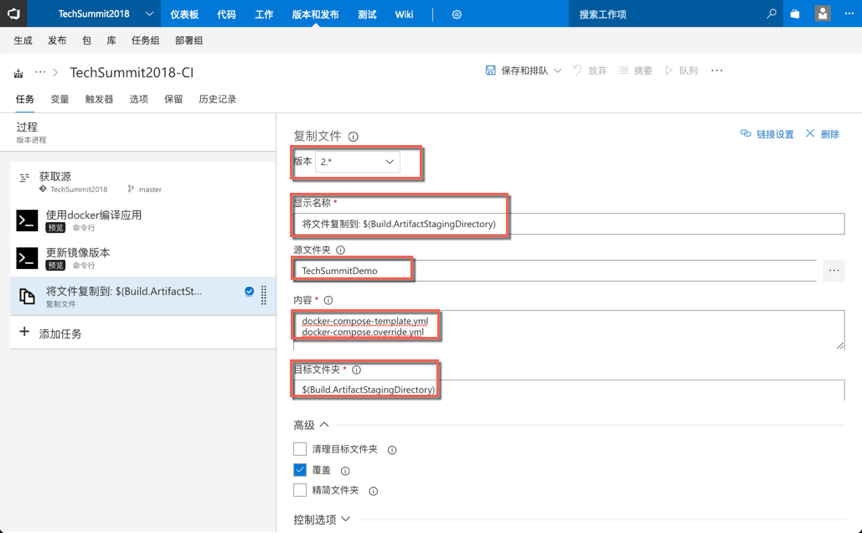 TechSummit2018 仪表板 代码 工作 版本和发布 测试 Wiki 搜索工作项
生成 发布 包 库 任务组 部署组
TechSummit2018-CI 保存和排队 放弃 摘要 队列
任务 变量 触发器 选项 保留 历史记录
过程
版本进程
获取源
TechSummit2018 master
使用docker编译应用
预览 命令行
更新镜像版本
预览 命令行
将文件复制到: $(Build.ArtifactSt...
复制文件
添加任务
复制文件 链接设置 删除
版本 2.*
显示名称 *
将文件复制到: $(Build.ArtifactStagingDirectory)
源文件夹
TechSummitDemo
内容 *
docker-compose-template.yml
docker-compose.override.yml
目标文件夹 *
$(Build.ArtifactStagingDirectory)
高级
清理目标文件夹
覆盖
精简文件夹
控制选项